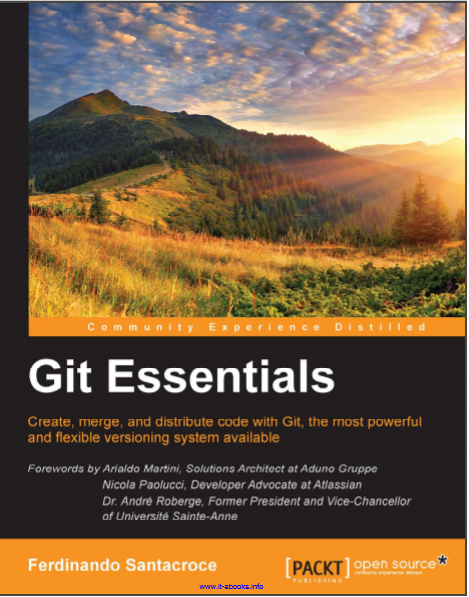 Community Experience Distilled
Git Essentials
Create, merge, and distribute code with Git, the most powerful
and flexible versioning system available
Forewords by Arialdo Martini, Solutions Architect at Aduno Gruppe
Nicola Paolucci, Developer Advocate at Atlassian
Dr. André Roberge, Former President and Vice-Chancellor
of Université Sainte-Anne
Ferdinando Santacroce
[PACKT] open source*
PUBLISHING community experience distilled
www.it-ebooks.info